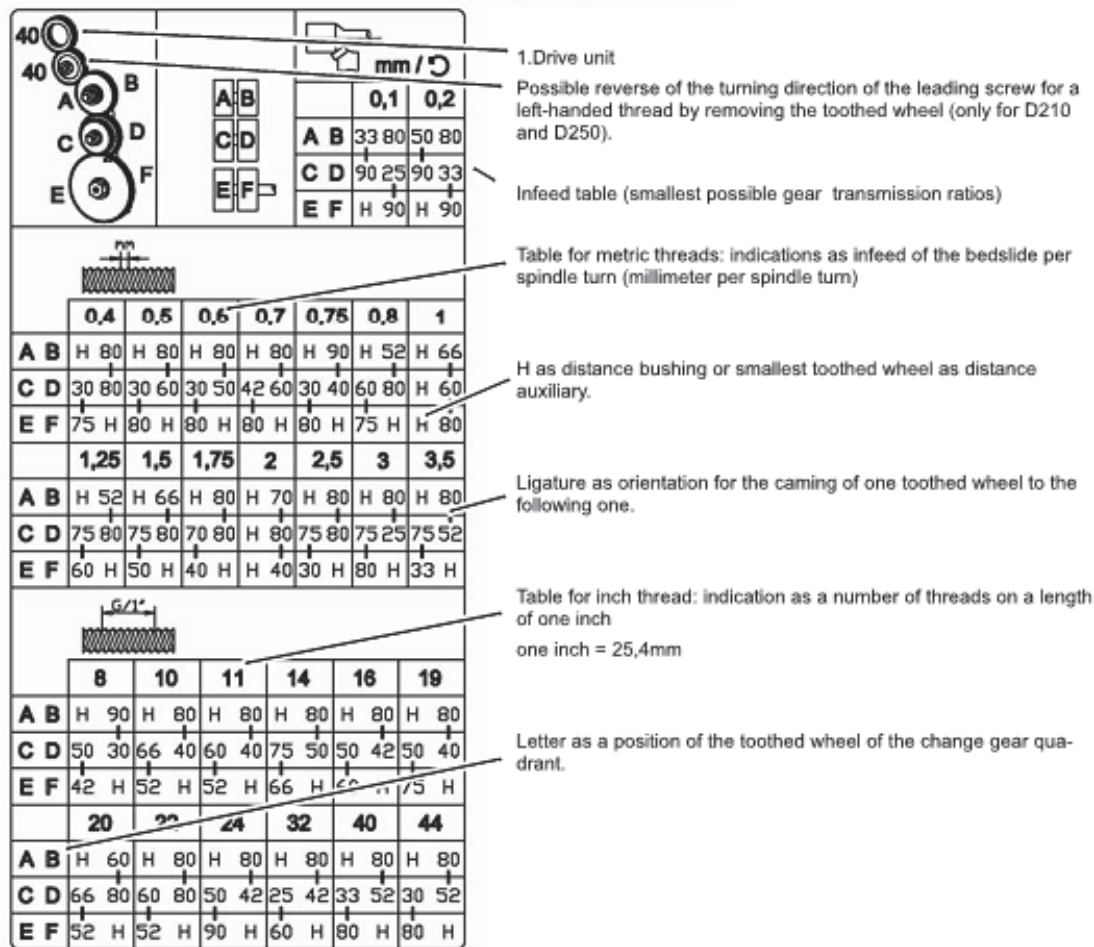 40
40
A B
C D
E F
A B
C D
E F
mm /
0,1 0,2
A B 33 80 50 80
C D 90 25 90 33
E F H 90 H 90
1.Drive unit
Possible reverse of the turning direction of the leading screw for a
left-handed thread by removing the toothed wheel (only for D210
and D250).
Infeed table (smallest possible gear transmission ratios)
mm
0,4 0,5 0,6 0,7 0,75 0,8 1
A B H 80 H 80 H 80 H 80 H 90 H 52 H 66
C D 30 80 30 60 30 50 42 60 30 40 60 80 H 60
E F 75 H 80 H 80 H 80 H 80 H 75 H H 80
1,25 1,5 1,75 2 2,5 3 3,5
A B H 52 H 66 H 80 H 70 H 80 H 80 H 80
C D 75 80 75 80 70 80 H 80 75 80 75 25 75 52
E F 60 H 50 H 40 H H 40 30 H 80 H 33 H
Table for metric threads: indications as infeed of the bedslide per
spindle turn (millimeter per spindle turn)
H as distance bushing or smallest toothed wheel as distance
auxiliary.
Ligature as orientation for the caming of one toothed wheel to the
following one.
G/1"
8 10 11 14 16 19
A B H 90 H 80 H 80 H 80 H 80 H 80
C D 50 30 66 40 60 40 75 50 50 42 50 40
E F 42 H 52 H 52 H 66 H H 75 H
20 24 32 40 44
A B H 60 H 80 H 80 H 80 H 80 H 80
C D 66 80 60 80 50 42 25 42 33 52 30 52
E F 52 H 52 H 90 H 60 H 80 H 80 H
Table for inch thread: indication as a number of threads on a length
of one inch
one inch = 25,4mm
Letter as a position of the toothed wheel of the change gear qua-
drant.